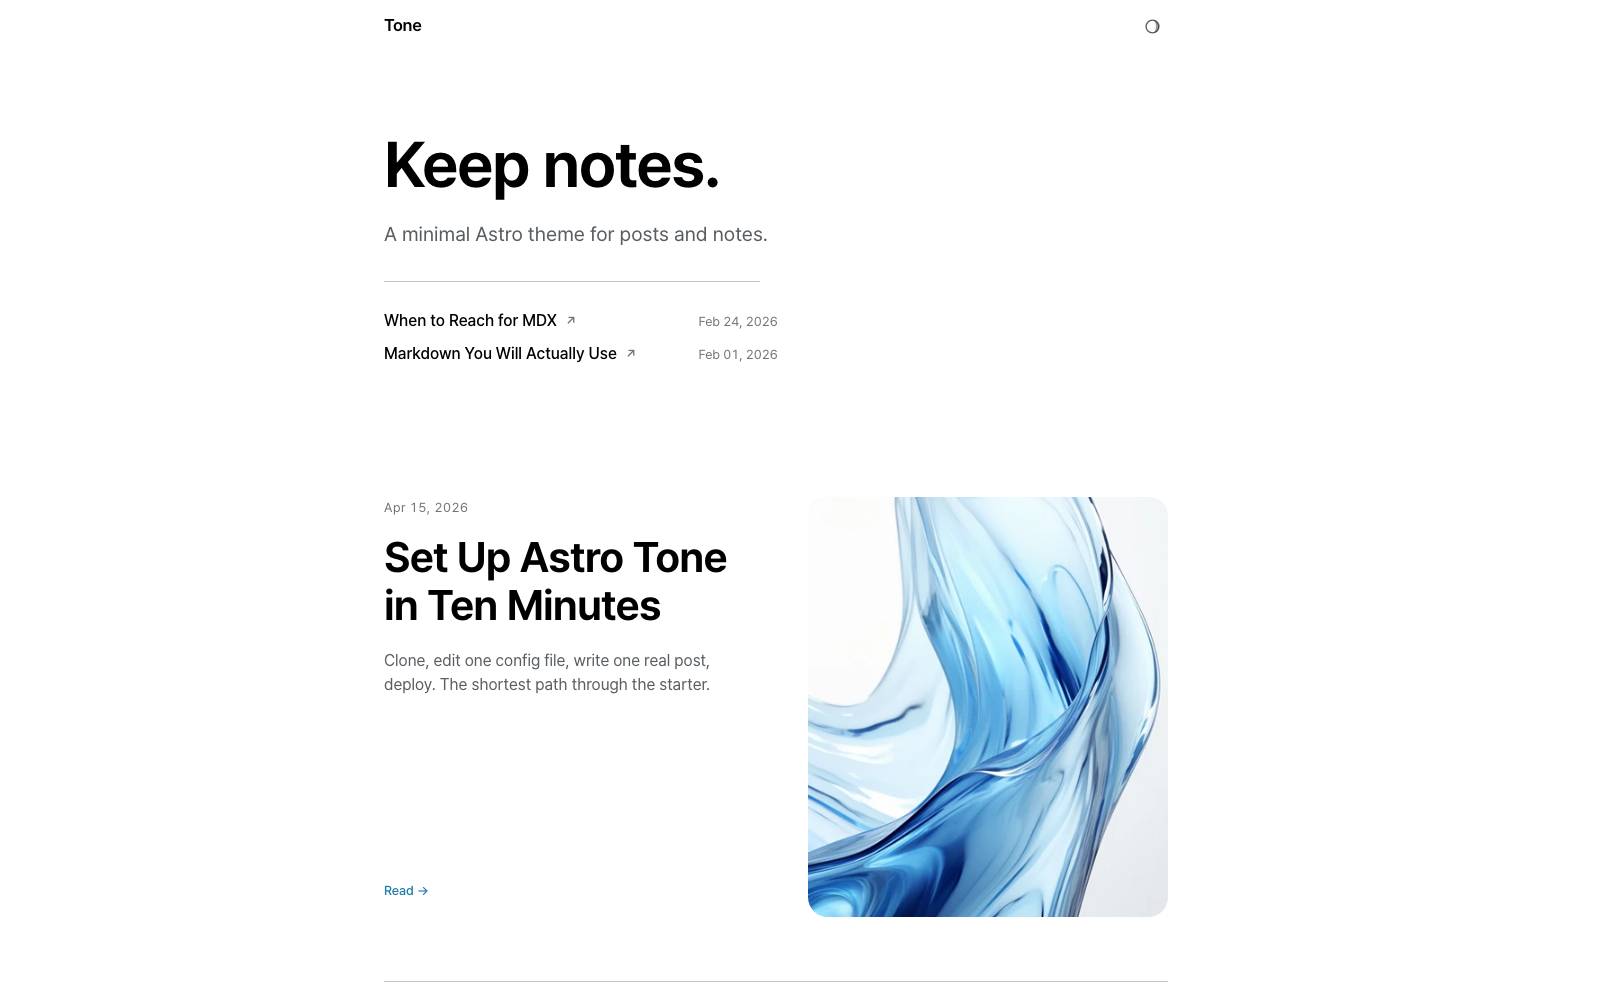 Tone
Keep notes.
A minimal Astro theme for posts and notes.
When to Reach for MDX ↗ Feb 24, 2026
Markdown You Will Actually Use ↗ Feb 01, 2026
Apr 15, 2026
Set Up Astro Tone
in Ten Minutes
Clone, edit one config file, write one real post,
deploy. The shortest path through the starter.
Read →